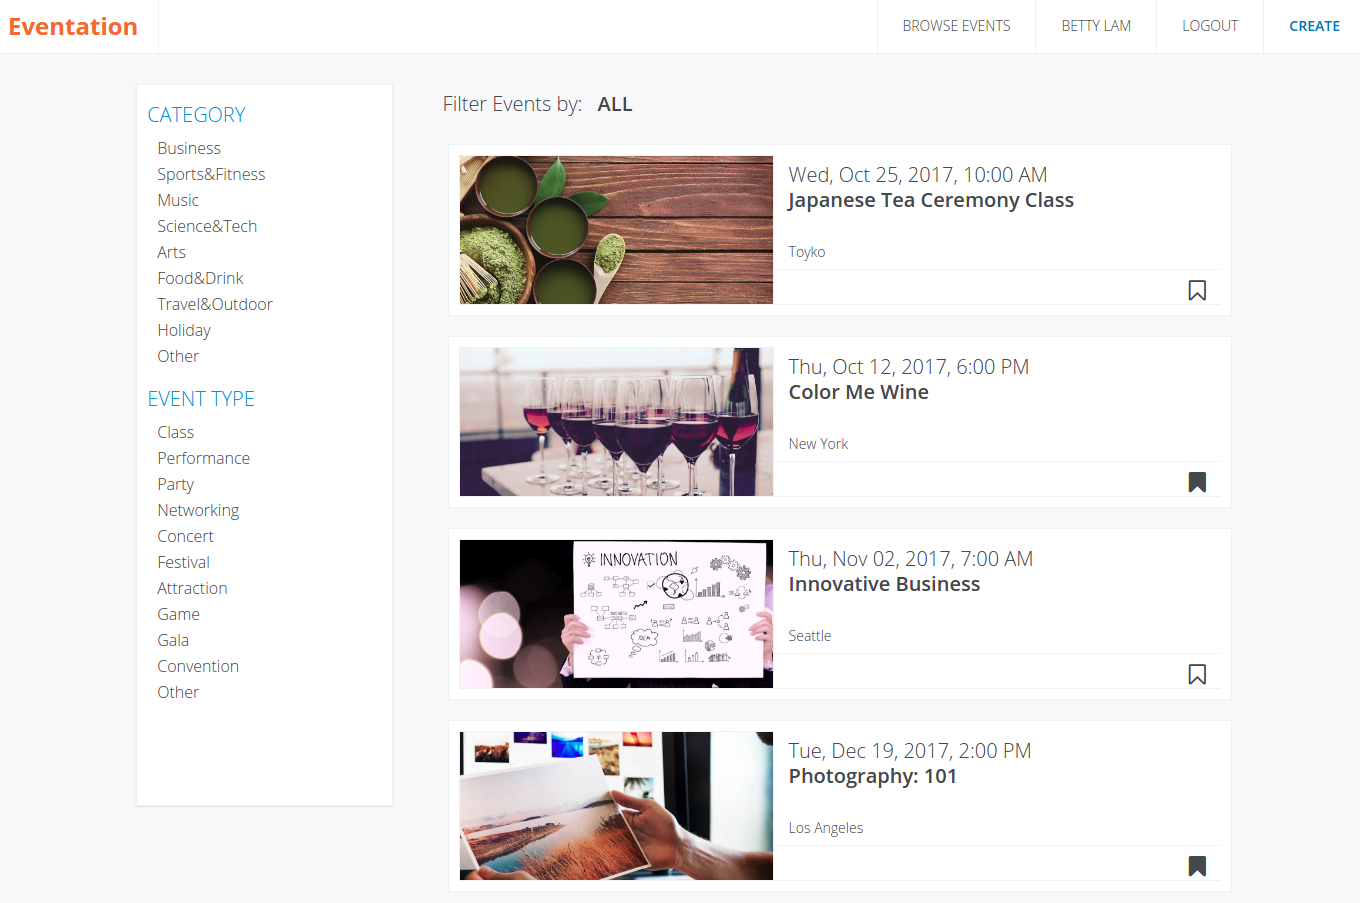 Eventation
BROWSE EVENTS
BETTY LAM
LOGOUT
CREATE
CATEGORY
Business
Sports&Fitness
Music
Science&Tech
Arts
Food&Drink
Travel&Outdoor
Holiday
Other
EVENT TYPE
Class
Performance
Party
Networking
Concert
Festival
Attraction
Game
Gala
Convention
Other
Filter Events by: ALL
Wed, Oct 25, 2017, 10:00 AM
Japanese Tea Ceremony Class
Toyko
Thu, Oct 12, 2017, 6:00 PM
Color Me Wine
New York
INNOVATION
IDEA
Thu, Nov 02, 2017, 7:00 AM
Innovative Business
Seattle
Tue, Dec 19, 2017, 2:00 PM
Photography: 101
Los Angeles